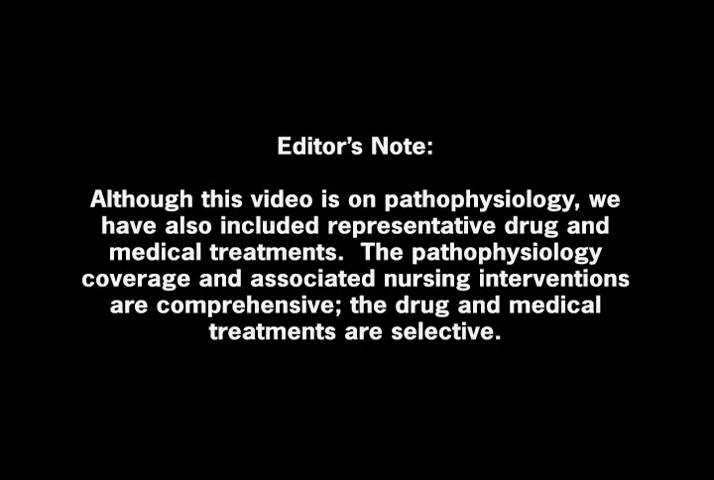 Editor's Note:
Although this video is on pathophysiology, we
have also included representative drug and
medical treatments.  The pathophysiology
coverage and associated nursing interventions
are comprehensive; the drug and medical
treatments are selective.